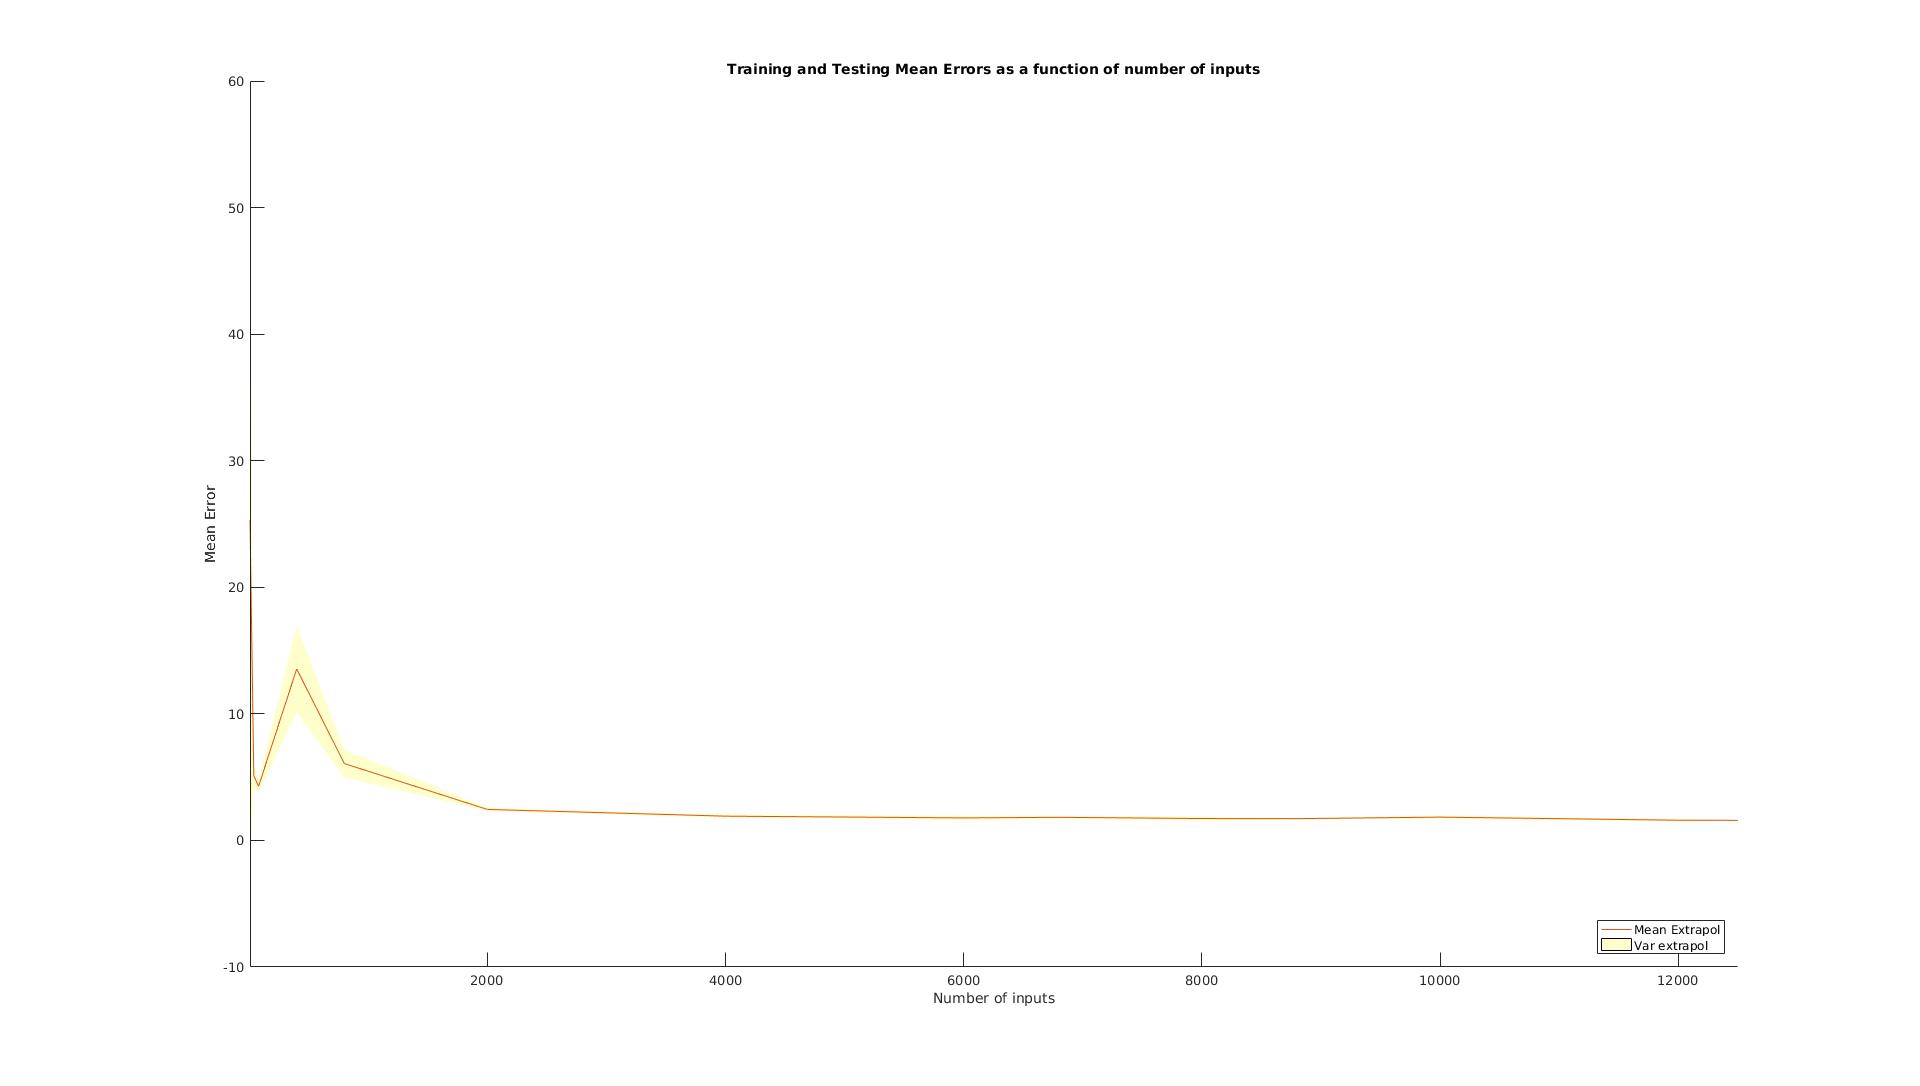 Training and Testing Mean Errors as a function of number of inputs
60
50
40
30
20
10
0
-10
Mean Error
2000 4000 6000 8000 10000 12000
Number of inputs
Mean Extrapol
Var extrapol